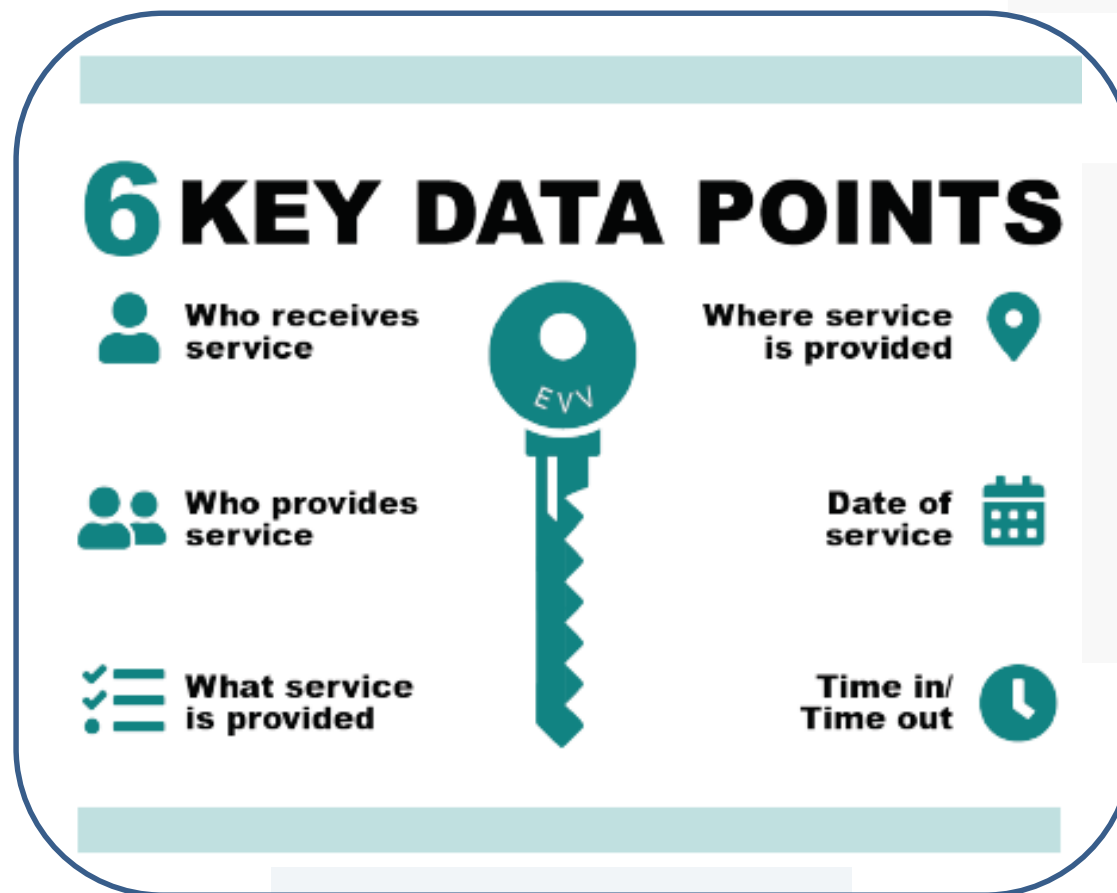 6 KEY DATA POINTS
Who receives
service
Who provides
service
What service
is provided
EVV
Where service
is provided
Date of
service
Time in/
Time out